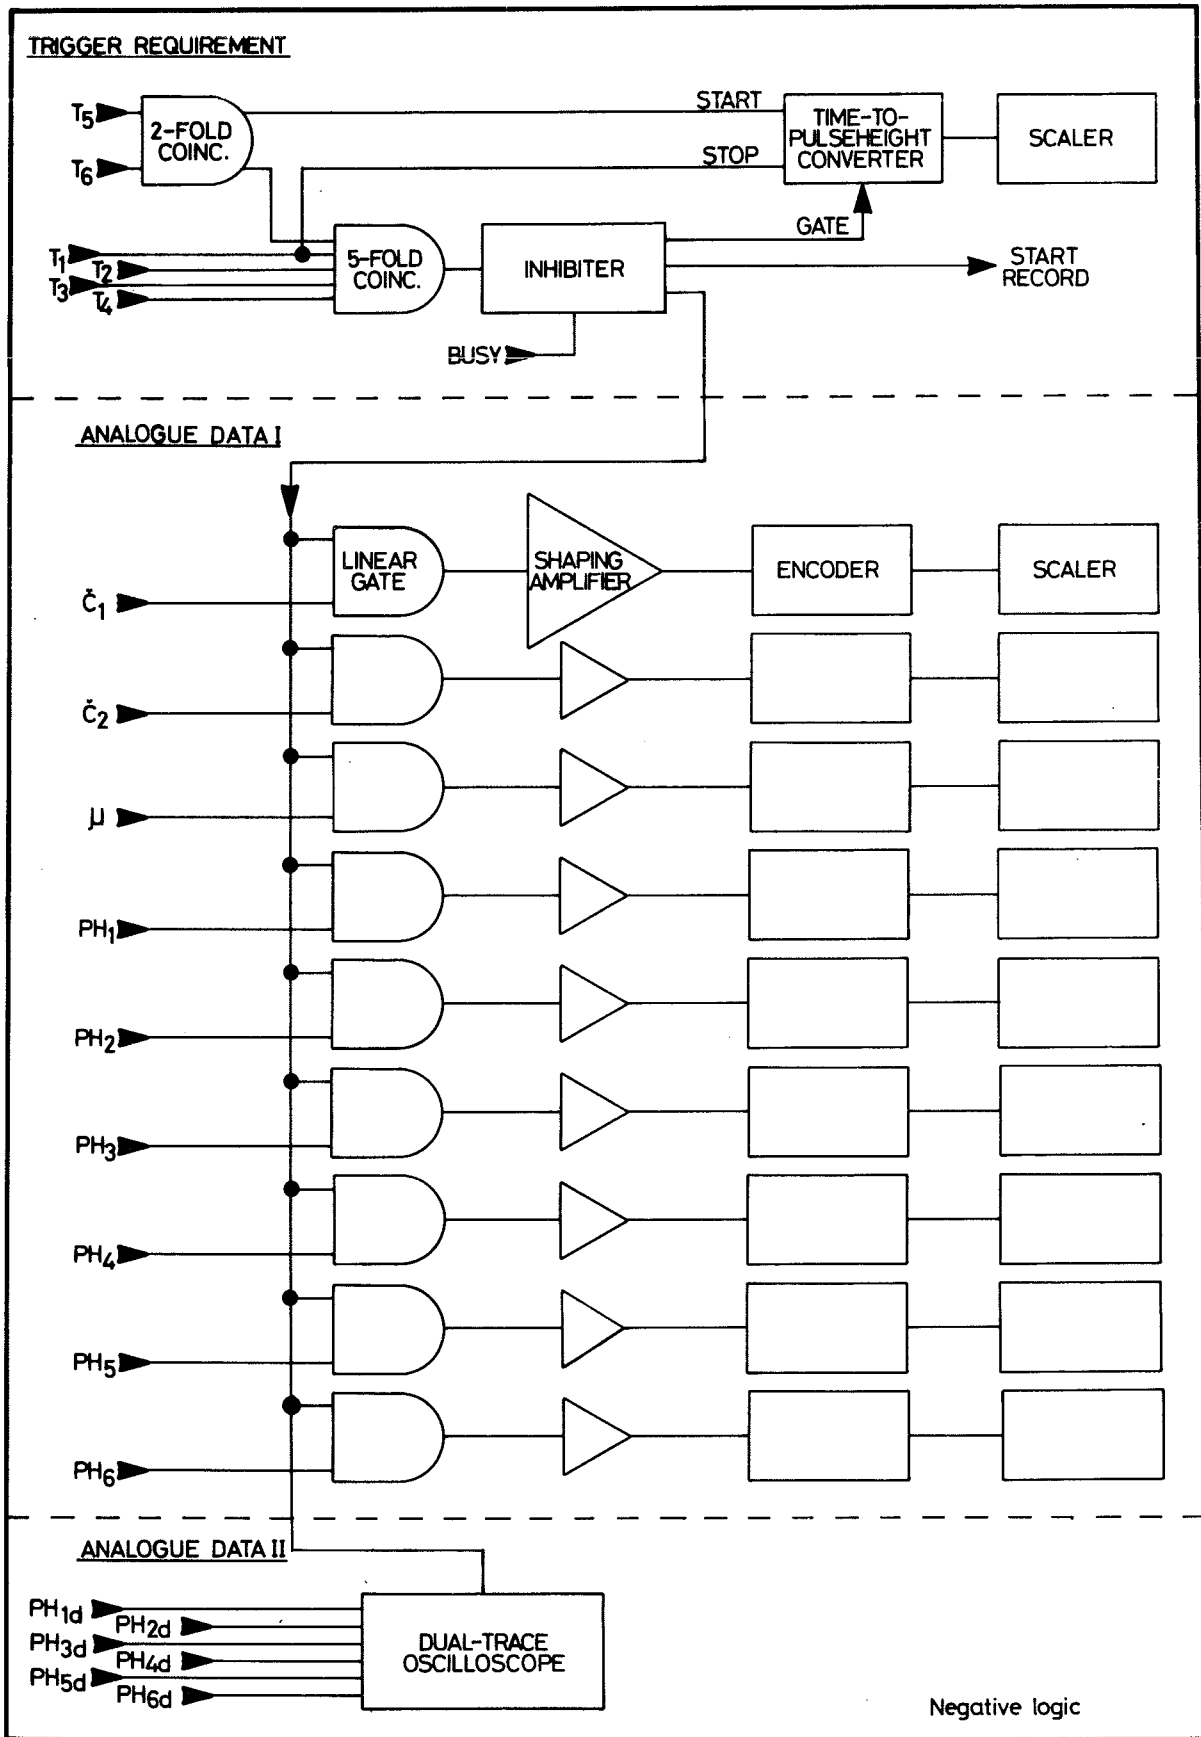 TRIGGER REQUIREMENT
T5
T6
2-FOLD
COINC.
START
STOP
TIME-TO-
PULSEHEIGHT
CONVERTER
SCALER
T1
T2
T3
T4
5-FOLD
COINC.
INHIBITER
GATE
START
RECORD
BUSY
ANALOGUE DATA I
Č1
LINEAR
GATE
SHAPING
AMPLIFIER
ENCODER
SCALER
Č2
μ
PH1
PH2
PH3
PH4
PH5
PH6
ANALOGUE DATA II
PH1d
PH2d
PH3d
PH4d
PH5d
PH6d
DUAL-TRACE
OSCILLOSCOPE
Negative logic